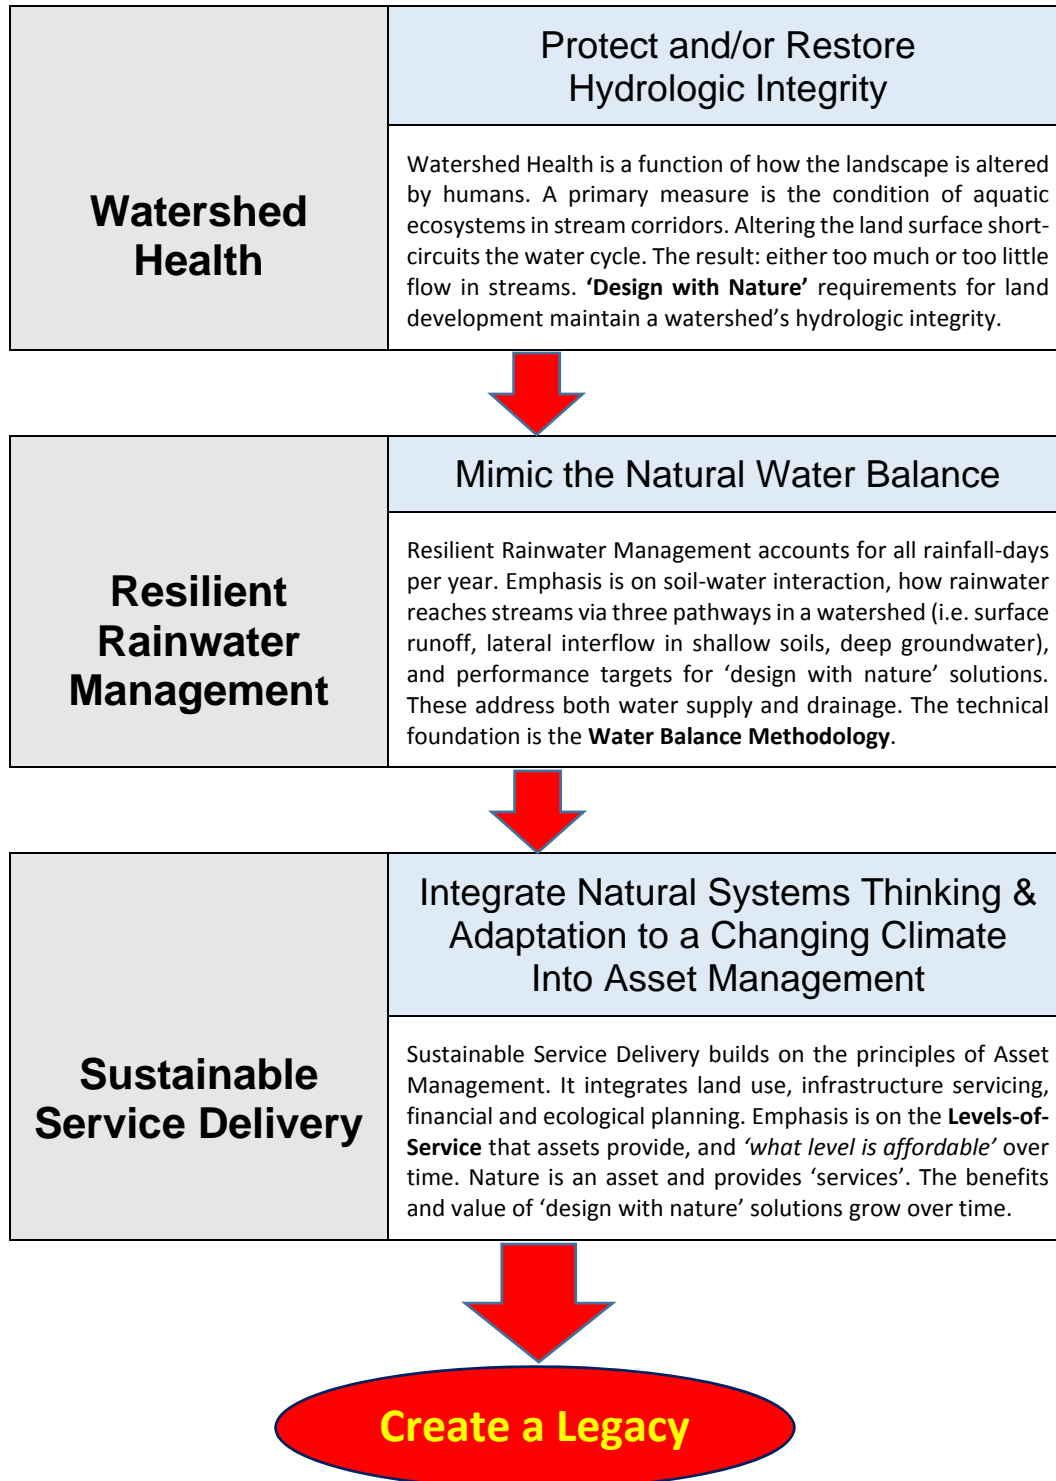 Watershed
Health
Protect and/or Restore
Hydrologic Integrity
Watershed Health is a function of how the landscape is altered
by humans. A primary measure is the condition of aquatic
ecosystems in stream corridors. Altering the land surface short-
circuits the water cycle. The result: either too much or too little
flow in streams. ‘Design with Nature’ requirements for land
development maintain a watershed’s hydrologic integrity.
Resilient
Rainwater
Management
Mimic the Natural Water Balance
Resilient Rainwater Management accounts for all rainfall-days
per year. Emphasis is on soil-water interaction, how rainwater
reaches streams via three pathways in a watershed (i.e. surface
runoff, lateral interflow in shallow soils, deep groundwater),
and performance targets for ‘design with nature’ solutions.
These address both water supply and drainage. The technical
foundation is the Water Balance Methodology.
Sustainable
Service Delivery
Integrate Natural Systems Thinking &
Adaptation to a Changing Climate
Into Asset Management
Sustainable Service Delivery builds on the principles of Asset
Management. It integrates land use, infrastructure servicing,
financial and ecological planning. Emphasis is on the Levels-of-
Service that assets provide, and ‘what level is affordable’ over
time. Nature is an asset and provides ‘services’. The benefits
and value of ‘design with nature’ solutions grow over time.
Create a Legacy